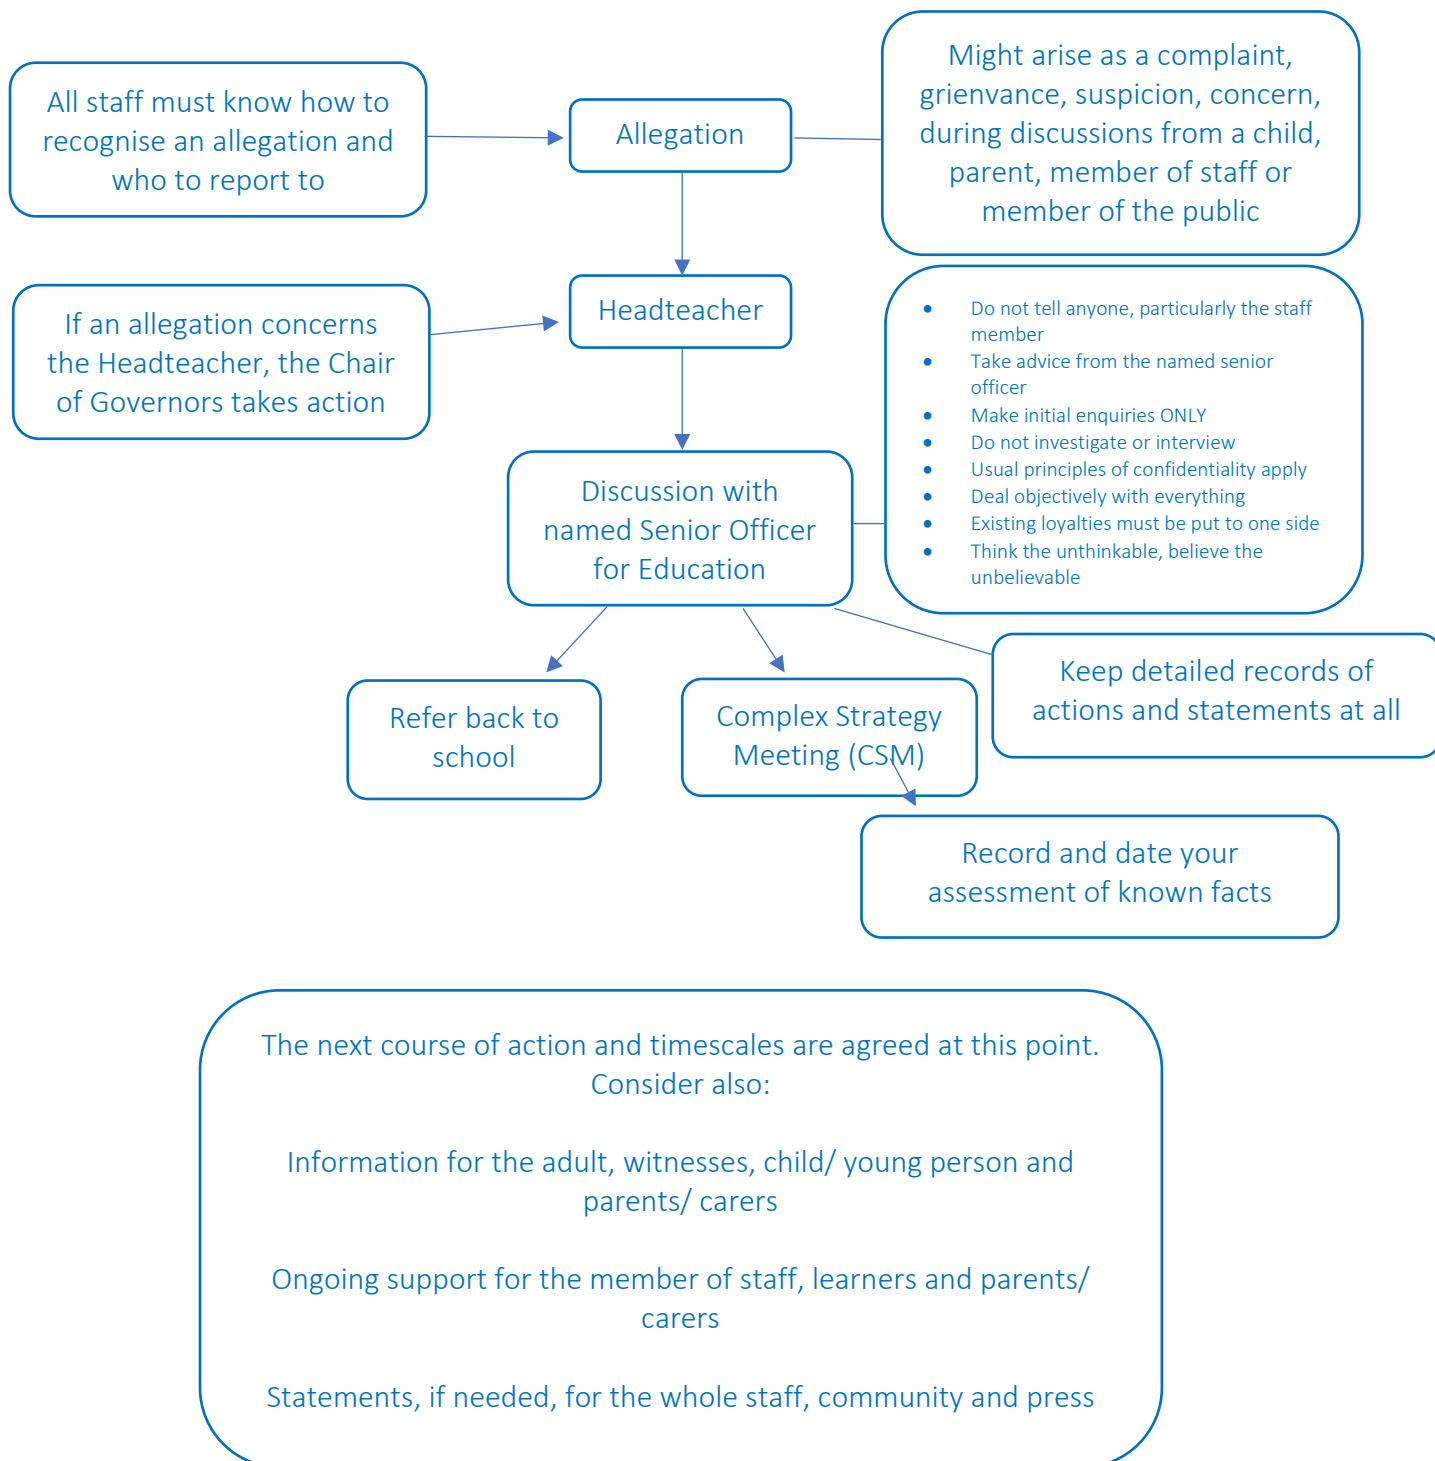 All staff must know how to
recognise an allegation and
who to report to
Allegation
Might arise as a complaint,
grienvance, suspicion, concern,
during discussions from a child,
parent, member of staff or
member of the public
If an allegation concerns
the Headteacher, the Chair
of Governors takes action
Headteacher
• Do not tell anyone, particularly the staff
member
• Take advice from the named senior
officer
• Make initial enquiries ONLY
• Do not investigate or interview
• Usual principles of confidentiality apply
• Deal objectively with everything
• Existing loyalties must be put to one side
• Think the unthinkable, believe the
unbelievable
Discussion with
named Senior Officer
for Education
Refer back to
school
Complex Strategy
Meeting (CSM)
Keep detailed records of
actions and statements at all
Record and date your
assessment of known facts
The next course of action and timescales are agreed at this point.
Consider also:
Information for the adult, witnesses, child/ young person and
parents/ carers
Ongoing support for the member of staff, learners and parents/
carers
Statements, if needed, for the whole staff, community and press